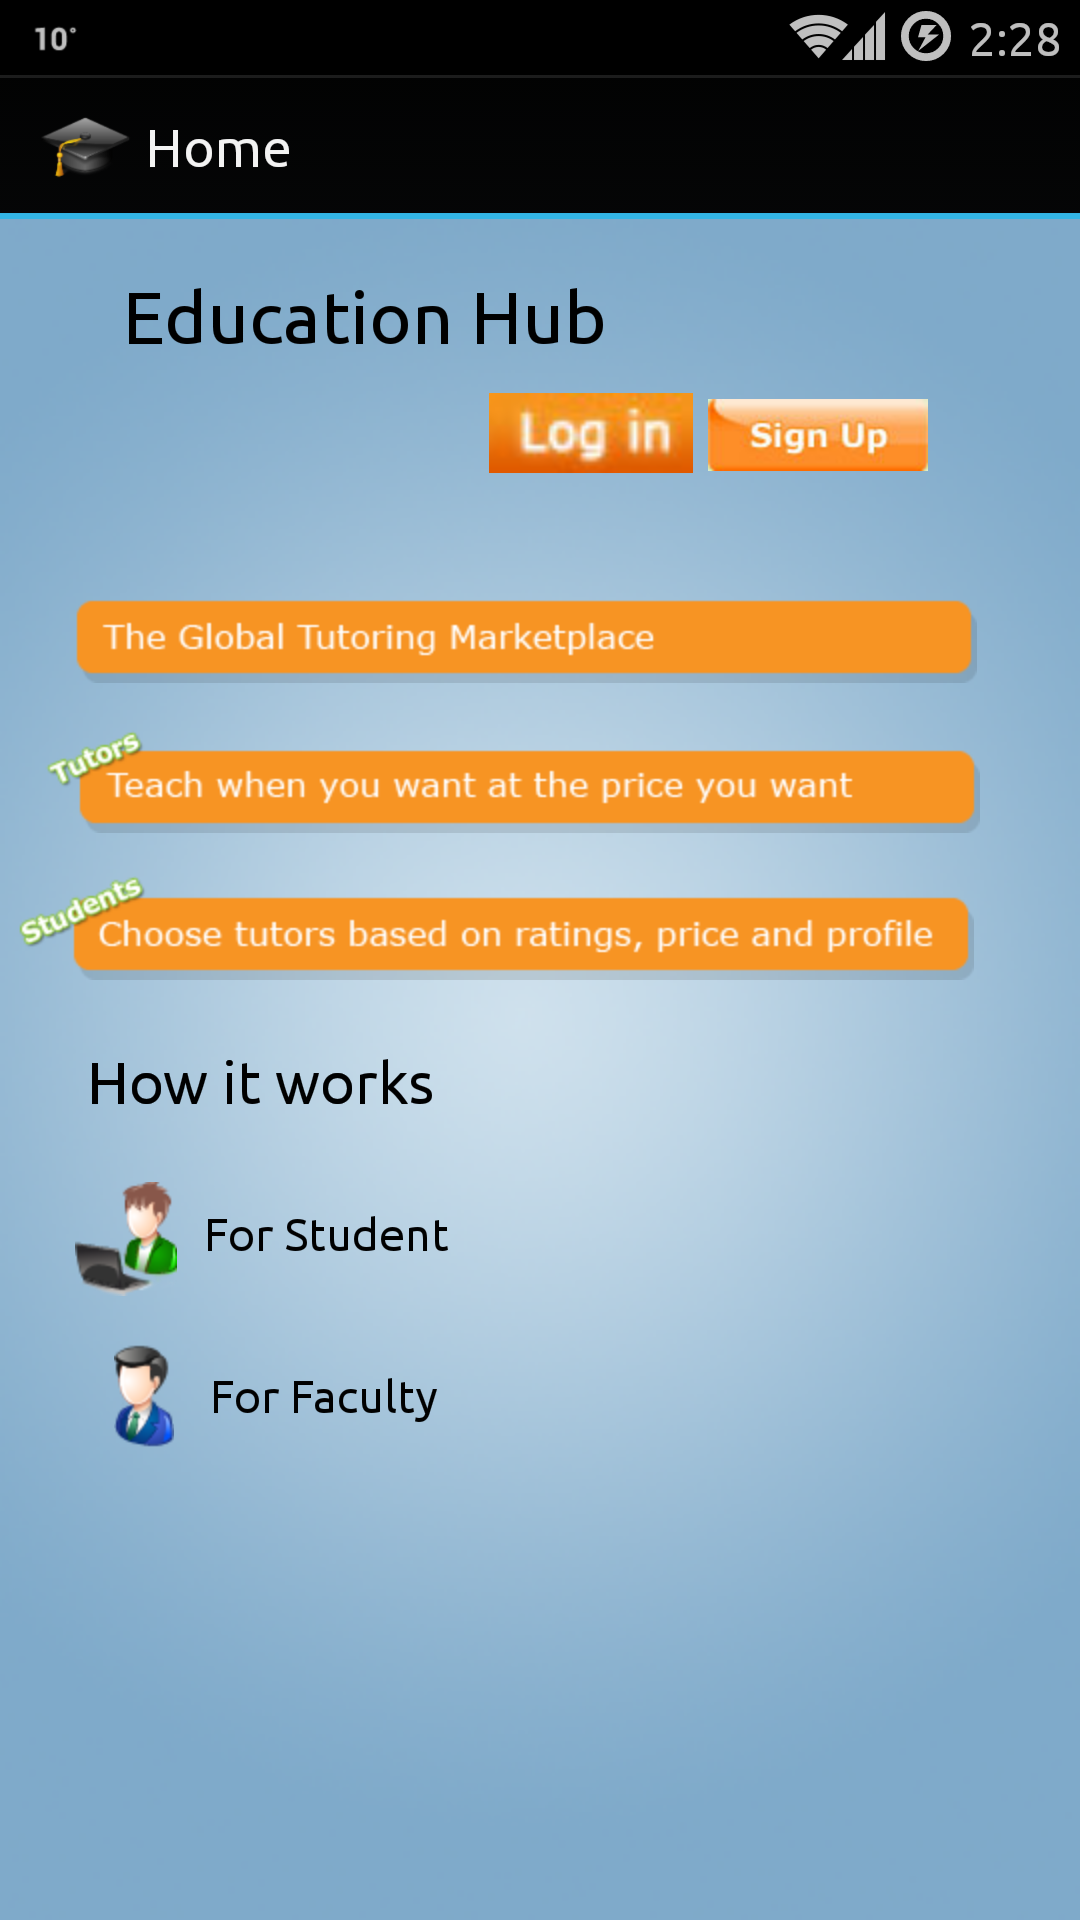 10°
2:28
Home
Education Hub
Log in
Sign Up
The Global Tutoring Marketplace
Tutors
Teach when you want at the price you want
Students
Choose tutors based on ratings, price and profile
How it works
For Student
For Faculty